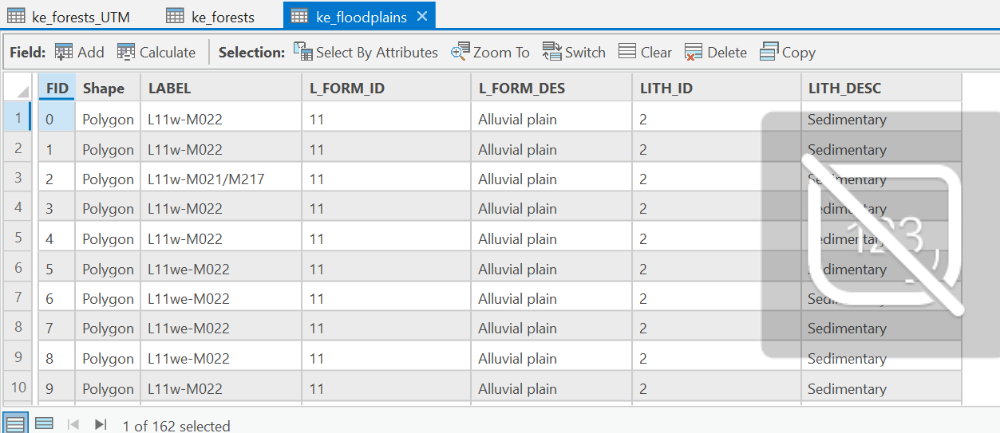 ke_forests_UTM ke_forests ke_floodplains
Field: Add Calculate Selection: Select By Attributes Zoom To Switch Clear Delete Copy
FID Shape LABEL L_FORM_ID L_FORM_DES LITH_ID LITH_DESC
1 0 Polygon L11w-M022 11 Alluvial plain 2 Sedimentary
2 1 Polygon L11w-M022 11 Alluvial plain 2 Sedimentary
3 2 Polygon L11w-M021/M217 11 Alluvial plain 2 Sedimentary
4 3 Polygon L11w-M022 11 Alluvial plain 2 Sedimentary
5 4 Polygon L11w-M022 11 Alluvial plain 2 Sedimentary
6 5 Polygon L11we-M022 11 Alluvial plain 2 Sedimentary
7 6 Polygon L11we-M022 11 Alluvial plain 2 Sedimentary
8 7 Polygon L11we-M022 11 Alluvial plain 2 Sedimentary
9 8 Polygon L11we-M022 11 Alluvial plain 2 Sedimentary
10 9 Polygon L11w-M022 11 Alluvial plain 2 Sedimentary
123
1 of 162 selected